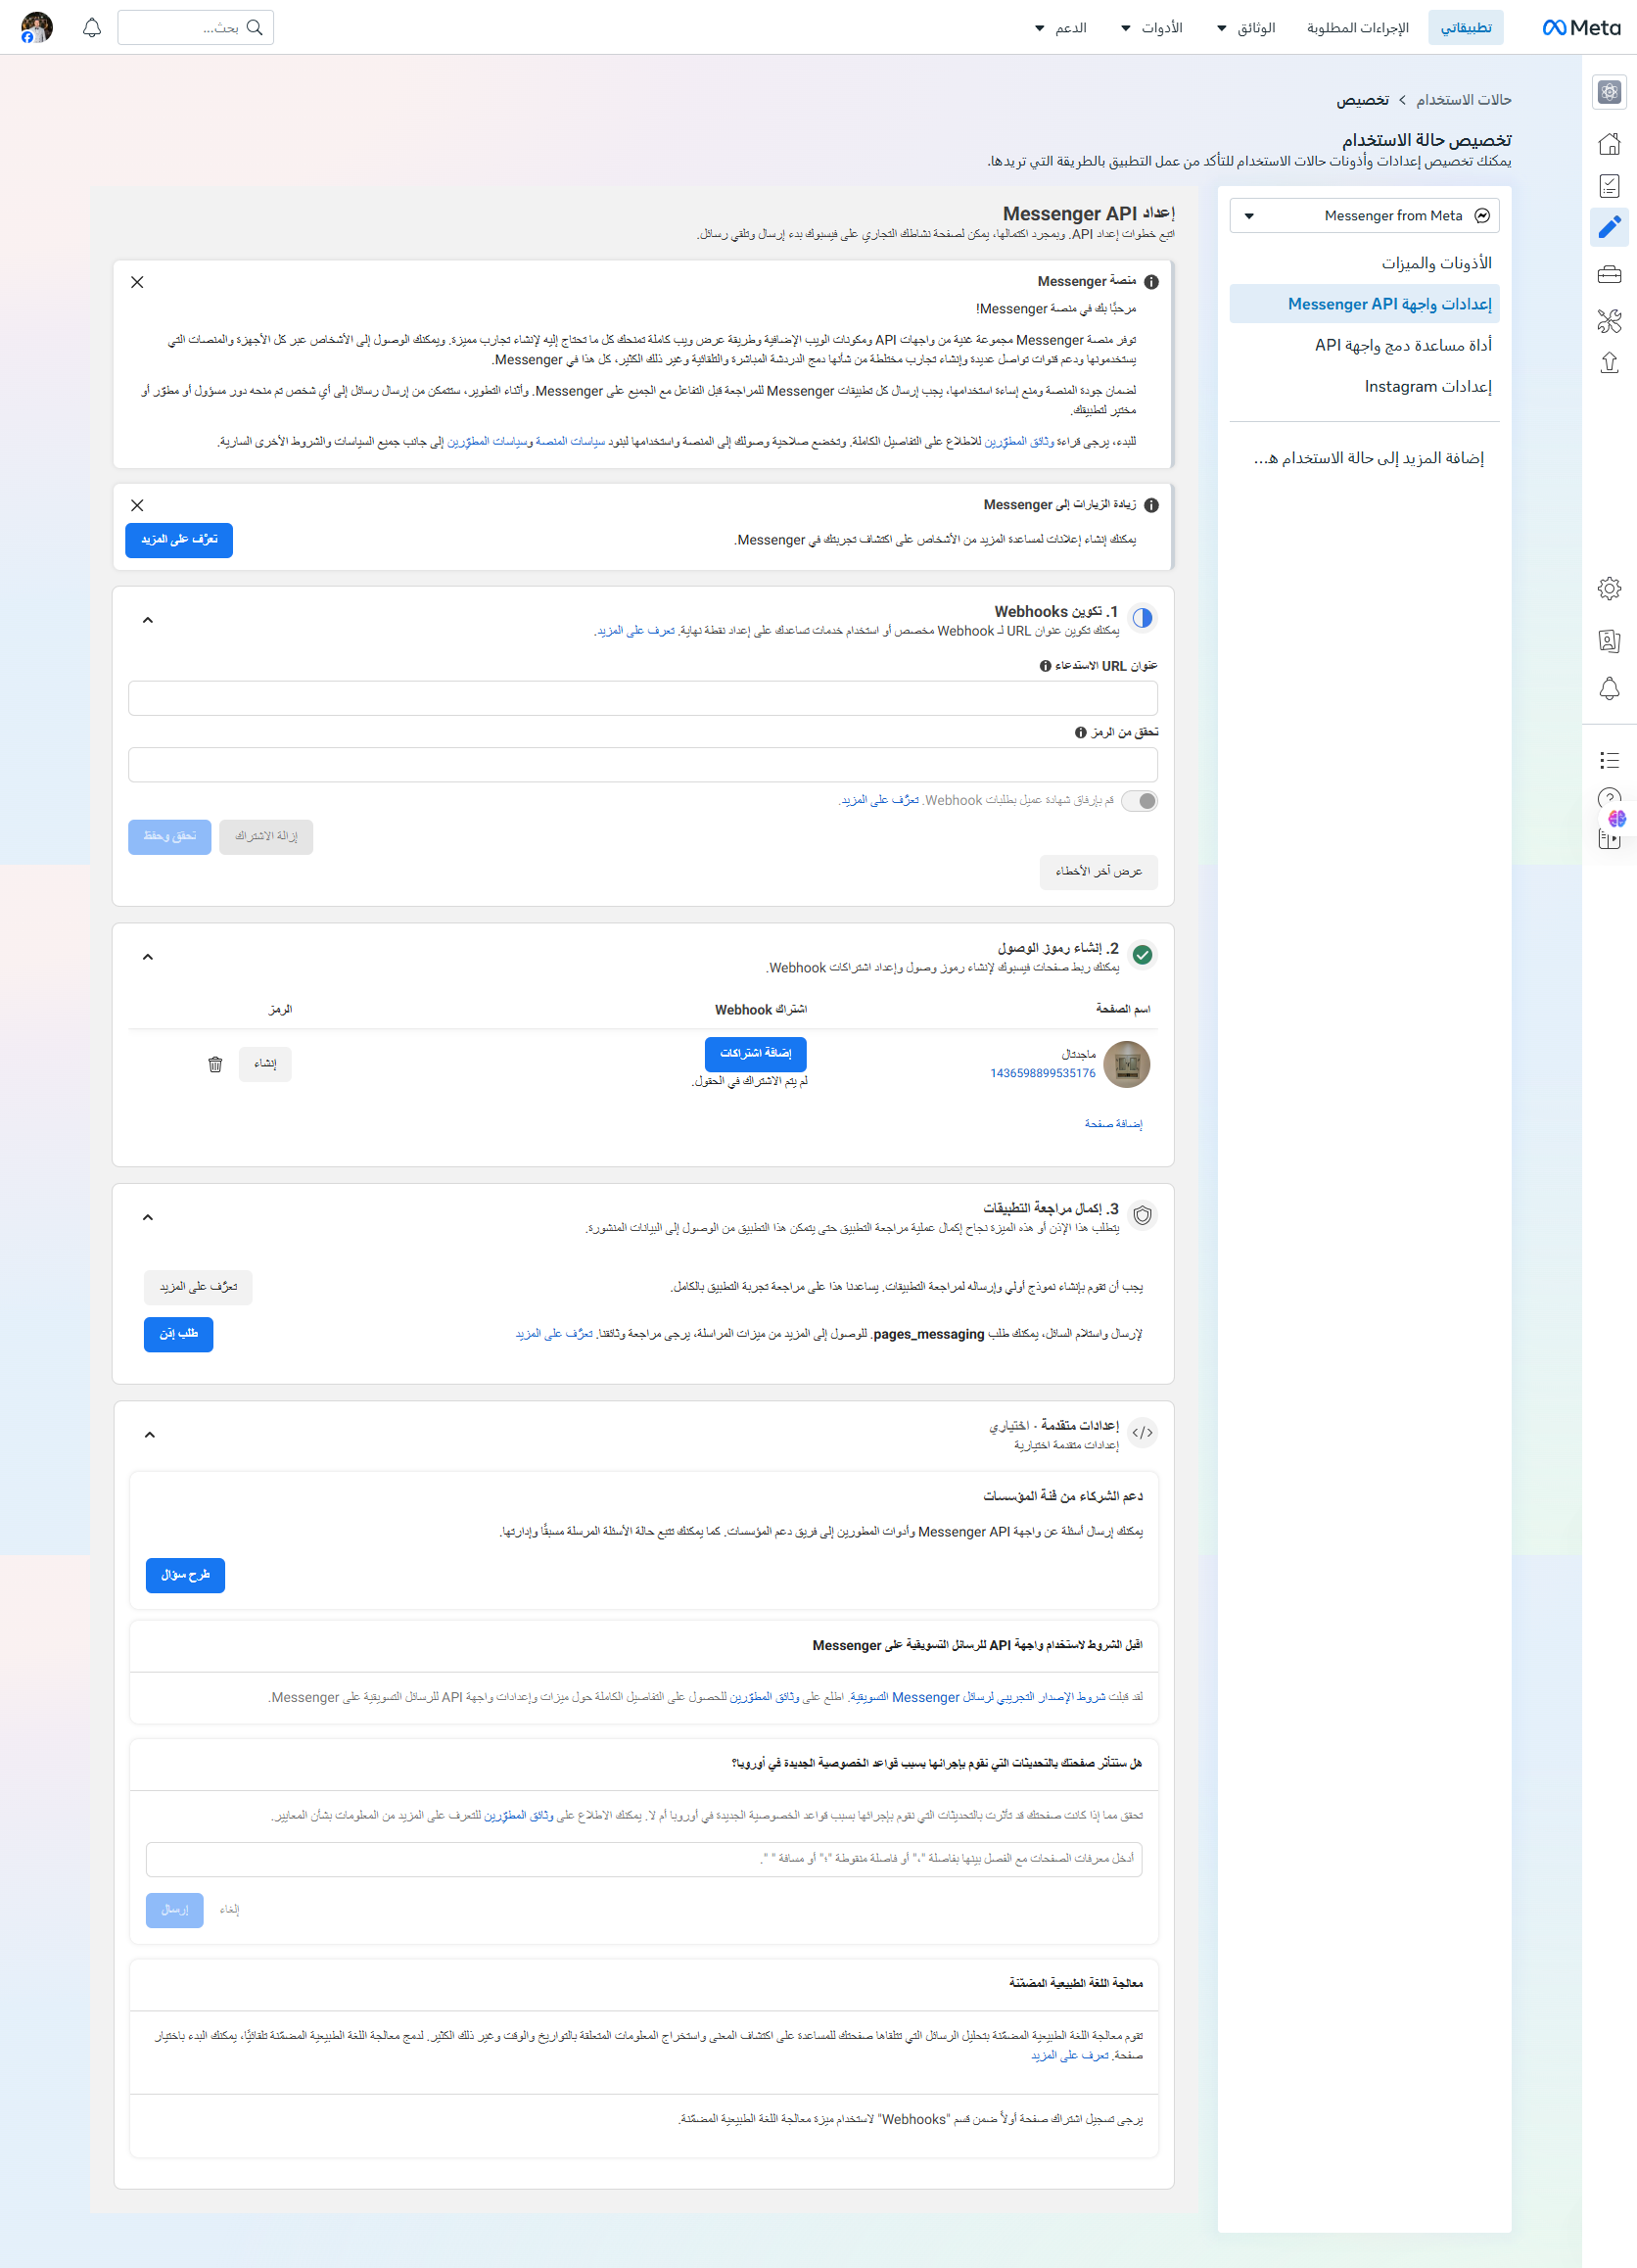 Meta
تطبيقاتي
الإجراءات المطلوبة
الوثائق
الأدوات
الدعم
بحث...
حالات الاستخدام > تخصيص
تخصيص حالة الاستخدام
يمكنك تخصيص إعدادات وأذونات حالات الاستخدام للتأكد من عمل التطبيق بالطريقة التي تريدها.
Messenger from Meta
الأذونات والميزات
إعدادات واجهة Messenger API
أداة مساعدة دمج واجهة API
إعدادات Instagram
إضافة المزيد إلى حالة الاستخدام ه...
إعداد Messenger API
اتبع خطوات إعداد API. وبمجرد اكتمالها، يمكن لصفحة نشاطك التجاري على فيسبوك بدء إرسال وتلقي رسائل.
منصة Messenger
مرحبًا بك في منصة Messenger!
توفر منصة Messenger مجموعة غنية من واجهات API ومكونات الويب الإضافية وطريقة عرض ويب كاملة تمنحك كل ما تحتاج إليه لإنشاء تجارب مميزة. ويمكنك الوصول إلى الأشخاص عبر كل الأجهزة والمنصات التي
يستخدمونها ودعم قنوات تواصل عديدة وإنشاء تجارب مختلطة من شأنها دمج الدردشة المباشرة والتلقائية وغير ذلك الكثير، كل هذا في Messenger.
لضمان جودة المنصة ومنع إساءة استخدامها، يجب إرسال كل تطبيقات Messenger للمراجعة قبل التفاعل مع الجميع على Messenger. وأثناء التطوير، ستتمكن من إرسال رسائل إلى أي شخص تم منحه دور مسؤول أو مطوّر أو
مختبر لتطبيقك.
للبدء، يرجى قراءة وثائق المطوّرين للاطلاع على التفاصيل الكاملة. وتخضع صلاحية وصولك إلى المنصة واستخدامها لبنود سياسات المنصة وسياسات المطوّرين إلى جانب جميع السياسات والشروط الأخرى السارية.
زيادة الزيارات إلى Messenger
يمكنك إنشاء إعلانات لمساعدة المزيد من الأشخاص على اكتشاف تجربتك في Messenger.
تعرَّف على المزيد
1. تكوين Webhooks
يمكنك تكوين عنوان URL لـ Webhook مخصص أو استخدام خدمات تساعدك على إعداد نقطة نهاية. تعرف على المزيد.
عنوان URL الاستدعاء
تحقق من الرمز
قم بإرفاق شهادة عميل بطلبات Webhook. تعرَّف على المزيد.
إزالة الاشتراك
تحقق وحفظ
عرض آخر الأخطاء
2. إنشاء رموز الوصول
يمكنك ربط صفحات فيسبوك لإنشاء رموز وصول وإعداد اشتراكات Webhook.
اسم الصفحة
اشتراك Webhook
الرمز
ماجدتال
1436598899535176
إضافة اشتراكات
لم يتم الاشتراك في الحقول.
إنشاء
إضافة صفحة
3. إكمال مراجعة التطبيقات
يتطلب هذا الإذن أو هذه الميزة نجاح إكمال عملية مراجعة التطبيق حتى يتمكن هذا التطبيق من الوصول إلى البيانات المنشورة.
يجب أن تقوم بإنشاء نموذج أولي وإرساله لمراجعة التطبيقات. يساعدنا هذا على مراجعة تجربة التطبيق بالكامل.
تعرَّف على المزيد
لإرسال واستلام السائل، يمكنك طلب pages_messaging. للوصول إلى المزيد من ميزات المراسلة، يرجى مراجعة وثائقنا. تعرَّف على المزيد
طلب إذن
إعدادات متقدمة - اختياري
إعدادات متقدمة اختيارية
دعم الشركاء من فئة المؤسسات
يمكنك إرسال أسئلة عن واجهة Messenger API وأدوات المطورين إلى فريق دعم المؤسسات. كما يمكنك تتبع حالة الأسئلة المرسلة مسبقًا وإدارتها.
طرح سؤال
اقبل الشروط لاستخدام واجهة API للرسائل التسويقية على Messenger
لقد قبلت شروط الإصدار التجريبي لرسائل Messenger التسويقية. اطلع على وثائق المطوّرين للحصول على التفاصيل الكاملة حول ميزات وإعدادات واجهة API للرسائل التسويقية على Messenger.
هل ستتأثر صفحتك بالتحديثات التي نقوم بإجرائها بسبب قواعد الخصوصية الجديدة في أوروبا؟
تحقق مما إذا كانت صفحتك قد تأثرت بالتحديثات التي نقوم بإجرائها بسبب قواعد الخصوصية الجديدة في أوروبا أم لا. يمكنك الاطلاع على وثائق المطوّرين للتعرف على المزيد من المعلومات بشأن المعايير.
أدخل معرفات الصفحات مع الفصل بينها بفاصلة "،" أو فاصلة منقوطة "؛" أو مسافة " ".
إلغاء
إرسال
معالجة اللغة الطبيعية المضمّنة
تقوم معالجة اللغة الطبيعية المضمّنة بتحليل الرسائل التي تتلقاها صفحتك للمساعدة على اكتشاف المعنى واستخراج المعلومات المتعلقة بالتواريخ والوقت وغير ذلك الكثير. لدمج معالجة اللغة الطبيعية المضمّنة تلقائيًا، يمكنك البدء باختيار
صفحة. تعرف على المزيد
يرجى تسجيل اشتراك صفحة أولاً ضمن قسم "Webhooks" لاستخدام ميزة معالجة اللغة الطبيعية المضمّنة.